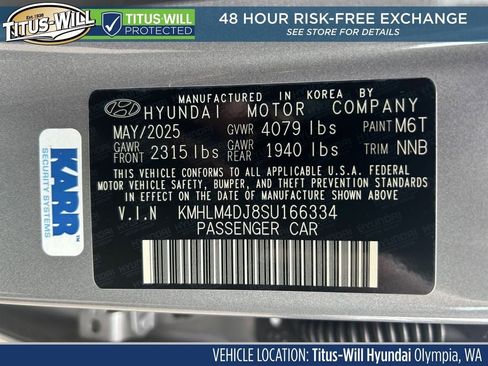 EST. 1938
TITUS-WILL
TITUS-WILL
PROTECTION
48 HOUR RISK-FREE EXCHANGE
SEE STORE FOR DETAILS
MANUFACTURED IN KOREA BY
HYUNDAI MOTOR COMPANY
MAY/2025 GVWR 4079 lbs PAINT M6T
GAWR FRONT 2315 lbs GAWR REAR 1940 lbs TRIM NNB
THIS VEHICLE CONFORMS TO ALL APPLICABLE U.S.A. FEDERAL
MOTOR VEHICLE SAFETY, BUMPER, AND THEFT PREVENTION STANDARDS
IN EFFECT ON THE DATE OF MANUFACTURE SHOWN ABOVE.
V.I.N KMHLM4DJ8SU166334
PASSENGER CAR
KARR
SECURITY SYSTEMS
VEHICLE LOCATION: Titus-Will Hyundai Olympia, WA